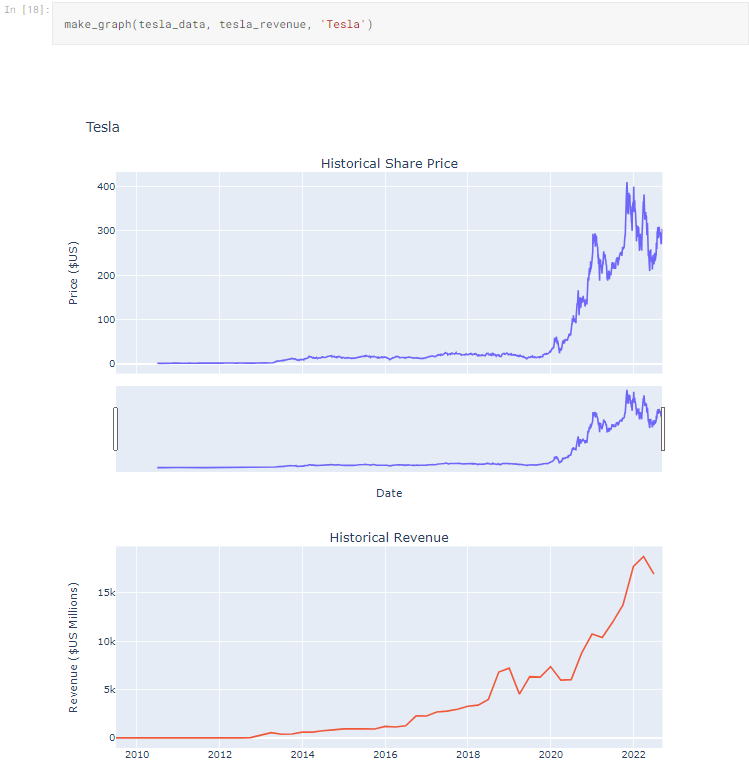 In [18]:
make_graph(tesla_data, tesla_revenue, 'Tesla')
Tesla
Historical Share Price
400
300
200
100
0
Price ($US)
Date
Historical Revenue
15k
10k
5k
0
Revenue ($US Millions)
2010 2012 2014 2016 2018 2020 2022